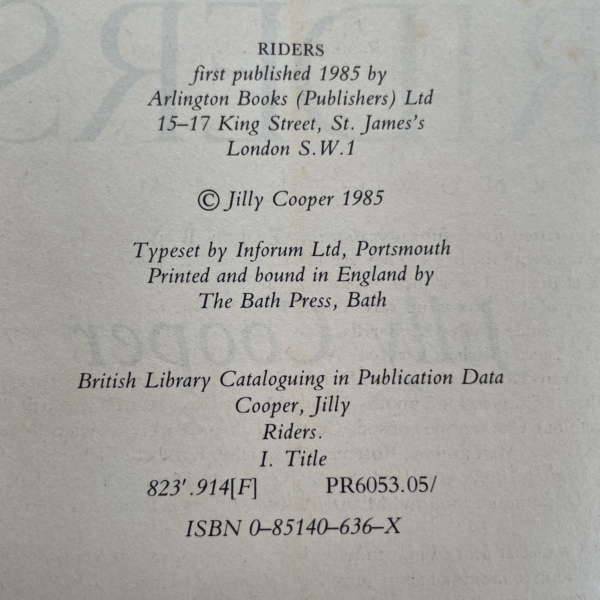 RIDERS
first published 1985 by
Arlington Books (Publishers) Ltd
15–17 King Street, St. James's
London S.W.1
© Jilly Cooper 1985
Typeset by Inforum Ltd, Portsmouth
Printed and bound in England by
The Bath Press, Bath
British Library Cataloguing in Publication Data
Cooper, Jilly
Riders.
I. Title
823'.914[F] PR6053.05/
ISBN 0–85140–636–X